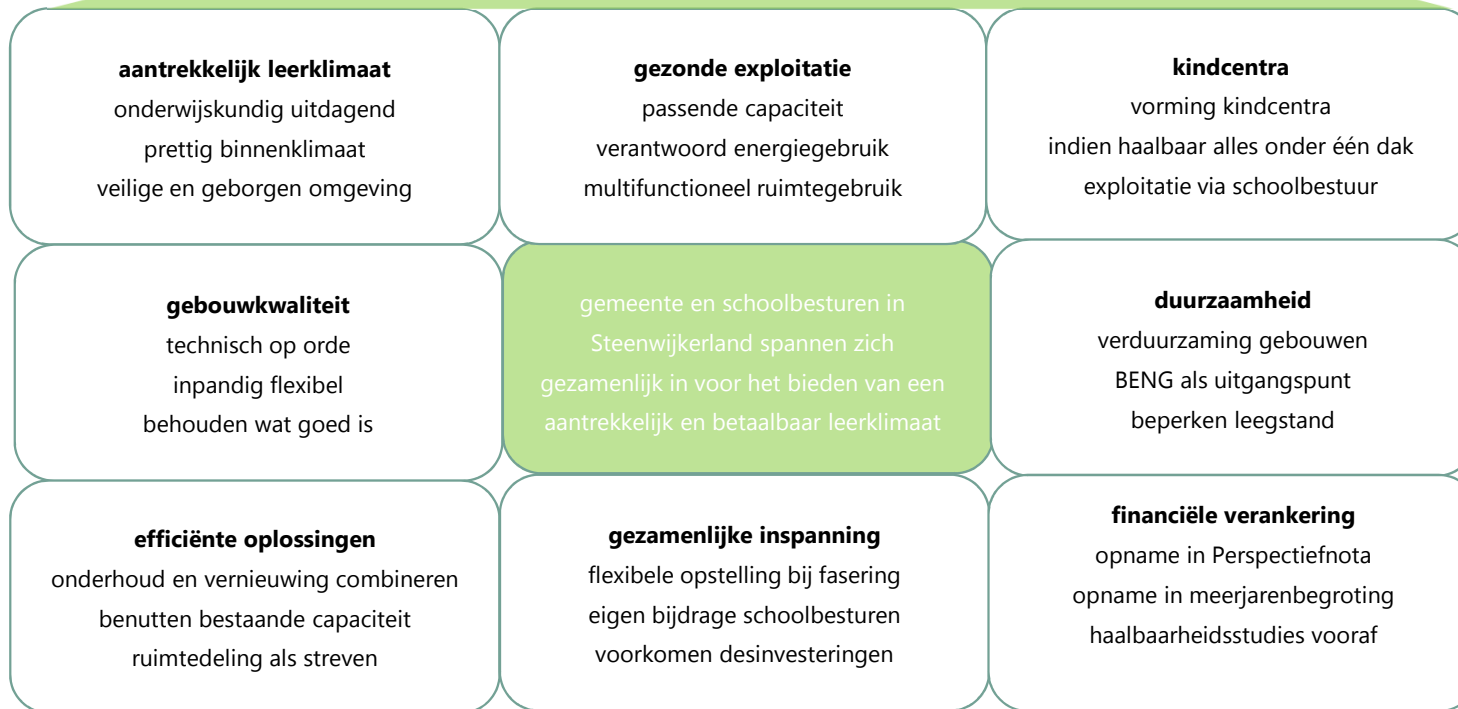 aantrekkelijk leerklimaat
onderwijskundig uitdagend
prettig binnenklimaat
veilige en geborgen omgeving
gezonde exploitatie
passende capaciteit
verantwoord energiegebruik
multifunctioneel ruimtegebruik
kindcentra
vorming kindcentra
indien haalbaar alles onder één dak
exploitatie via schoolbestuur
gebouwkwaliteit
technisch op orde
inpandig flexibel
behouden wat goed is
gemeente en schoolbesturen in
Steenwijkerland spannen zich
gezamenlijk in voor het bieden van een
aantrekkelijk en betaalbaar leerklimaat
duurzaamheid
verduurzaming gebouwen
BENG als uitgangspunt
beperken leegstand
efficiënte oplossingen
onderhoud en vernieuwing combineren
benutten bestaande capaciteit
ruimtedeling als streven
gezamenlijke inspanning
flexibele opstelling bij fasering
eigen bijdrage schoolbesturen
voorkomen desinvesteringen
financiële verankering
opname in Perspectiefnota
opname in meerjarenbegroting
haalbaarheidsstudies vooraf